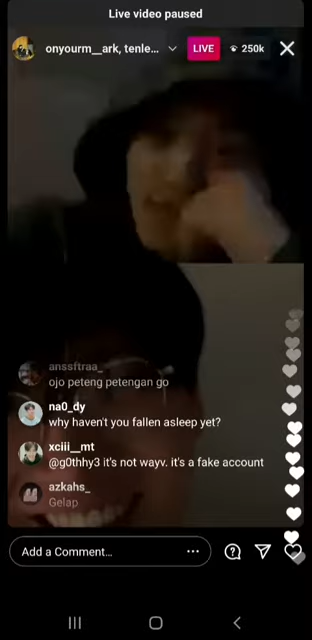 Live video paused
onyourm__ark, tenle...
LIVE
250k
anssftraa_
ojo peteng petengan go
na0_dy
why haven't you fallen asleep yet?
xciii__mt
@g0thhy3 it's not wayv. it's a fake account
azkahs_
Gelap
Add a Comment...